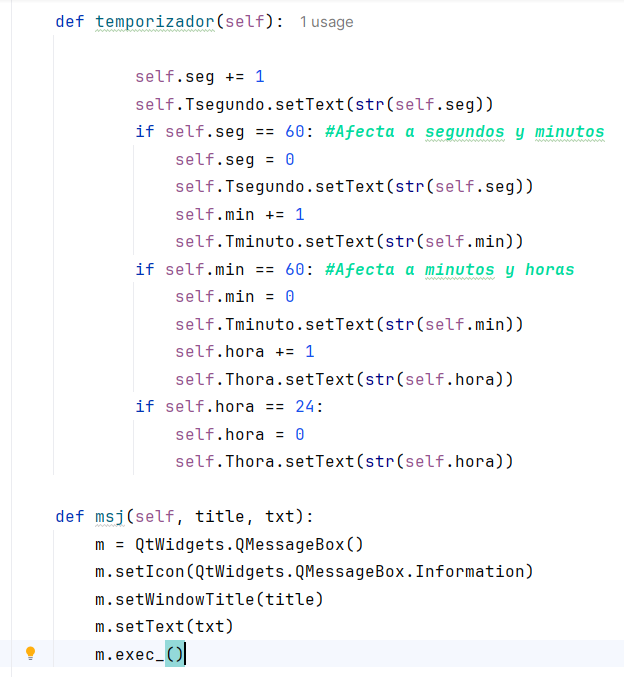 def temporizador(self):  1 usage
        self.seg += 1
        self.Tsegundo.setText(str(self.seg))
        if self.seg == 60: #Afecta a segundos y minutos
            self.seg = 0
            self.Tsegundo.setText(str(self.seg))
            self.min += 1
            self.Tminuto.setText(str(self.min))
        if self.min == 60: #Afecta a minutos y horas
            self.min = 0
            self.Tminuto.setText(str(self.min))
            self.hora += 1
            self.Thora.setText(str(self.hora))
        if self.hora == 24:
            self.hora = 0
            self.Thora.setText(str(self.hora))
def msj(self, title, txt):
    m = QtWidgets.QMessageBox()
    m.setIcon(QtWidgets.QMessageBox.Information)
    m.setWindowTitle(title)
    m.setText(txt)
    m.exec_()